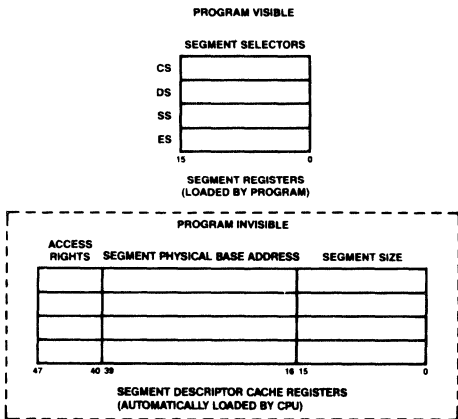 PROGRAM VISIBLE
SEGMENT SELECTORS
CS
DS
SS
ES
15 0
SEGMENT REGISTERS
(LOADED BY PROGRAM)
PROGRAM INVISIBLE
ACCESS
RIGHTS SEGMENT PHYSICAL BASE ADDRESS SEGMENT SIZE
47 40 39 16 15 0
SEGMENT DESCRIPTOR CACHE REGISTERS
(AUTOMATICALLY LOADED BY CPU)